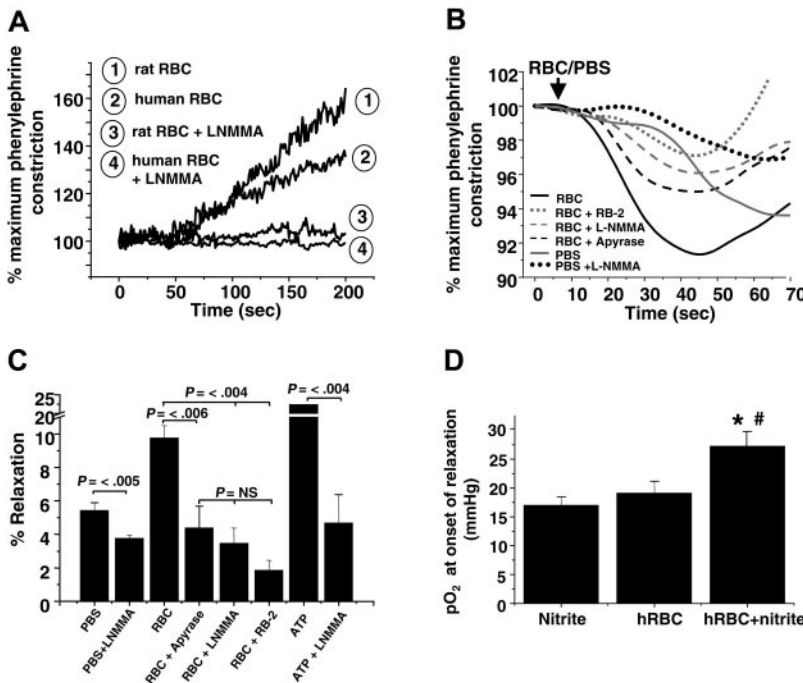 A
1 rat RBC
2 human RBC
3 rat RBC + LNMMA
4 human RBC
+ LNMMA
% maximum phenylephrine
constriction
160
140
120
100
0 50 100 150 200
Time (sec)
1
2
3
4
B
RBC/PBS
% maximum phenylephrine
constriction
102
100
98
96
94
92
90
RBC
RBC + RB-2
RBC + L-NMMA
RBC + Apyrase
PBS
PBS +L-NMMA
0 10 20 30 40 50 60 70
Time (sec)
C
% Relaxation
25
20
10
8
6
4
2
0
P = < .005
P = < .004
P = < .006
P = NS
P = < .004
PBS
PBS+LNMMA
RBC
RBC + Apyrase
RBC + LNMMA
RBC + RB-2
ATP
ATP + LNMMA
D
pO2 at onset of relaxation
(mmHg)
35
30
25
20
15
10
5
0
* #
Nitrite hRBC hRBC+nitrite